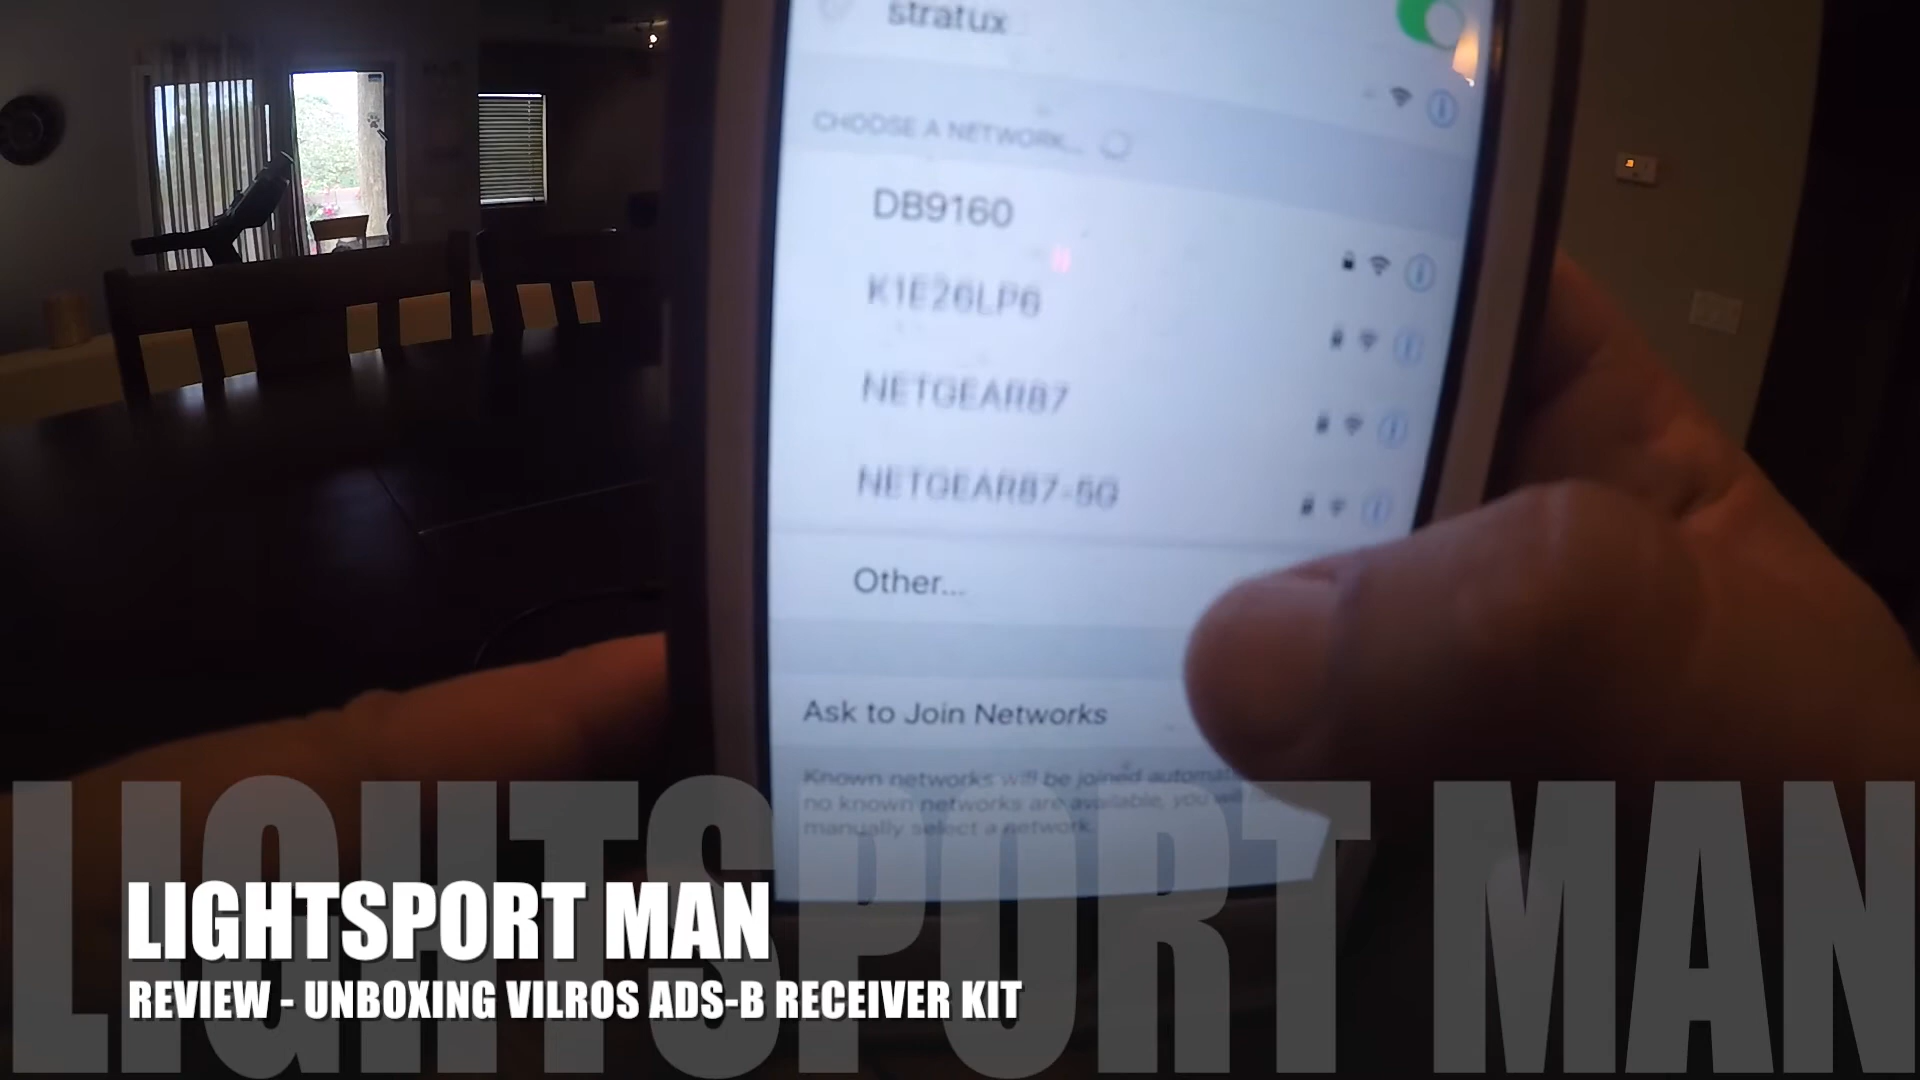 stratux
CHOOSE A NETWORK...
DB9160
K1E26LP6
NETGEAR87
NETGEAR87-5G
Other...
Ask to Join Networks
Known networks will be joined
no known networks are available, you will
manually select a network.
LIGHTSPORT MAN
LIGHTSPORT MAN
REVIEW - UNBOXING VILROS ADS-B RECEIVER KIT